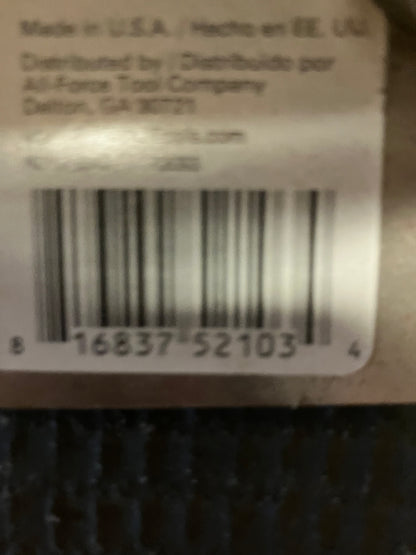 Made in U.S.A. / Hecho en EE. UU.
Distributed by / Distribuido por
All-Force Tool Company
Dalton, GA 30721
8 16837 52103 4